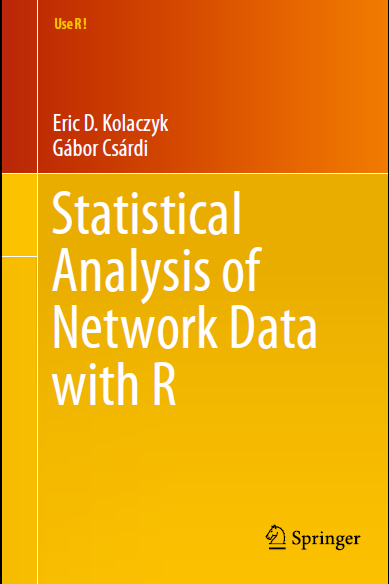 Use R!
Eric D. Kolaczyk
Gábor Csárdi
Statistical
Analysis of
Network Data
with R
Springer